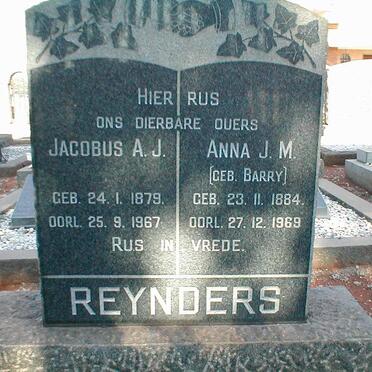 HIER RUS
ONS DIERBARE OUERS
JACOBUS A.J.
GEB. 24.1.1879.
OORL. 25.9.1967
ANNA J.M.
(GEB. BARRY)
GEB. 23.11.1884.
OORL. 27.12.1969
RUS IN VREDE.
REYNDERS